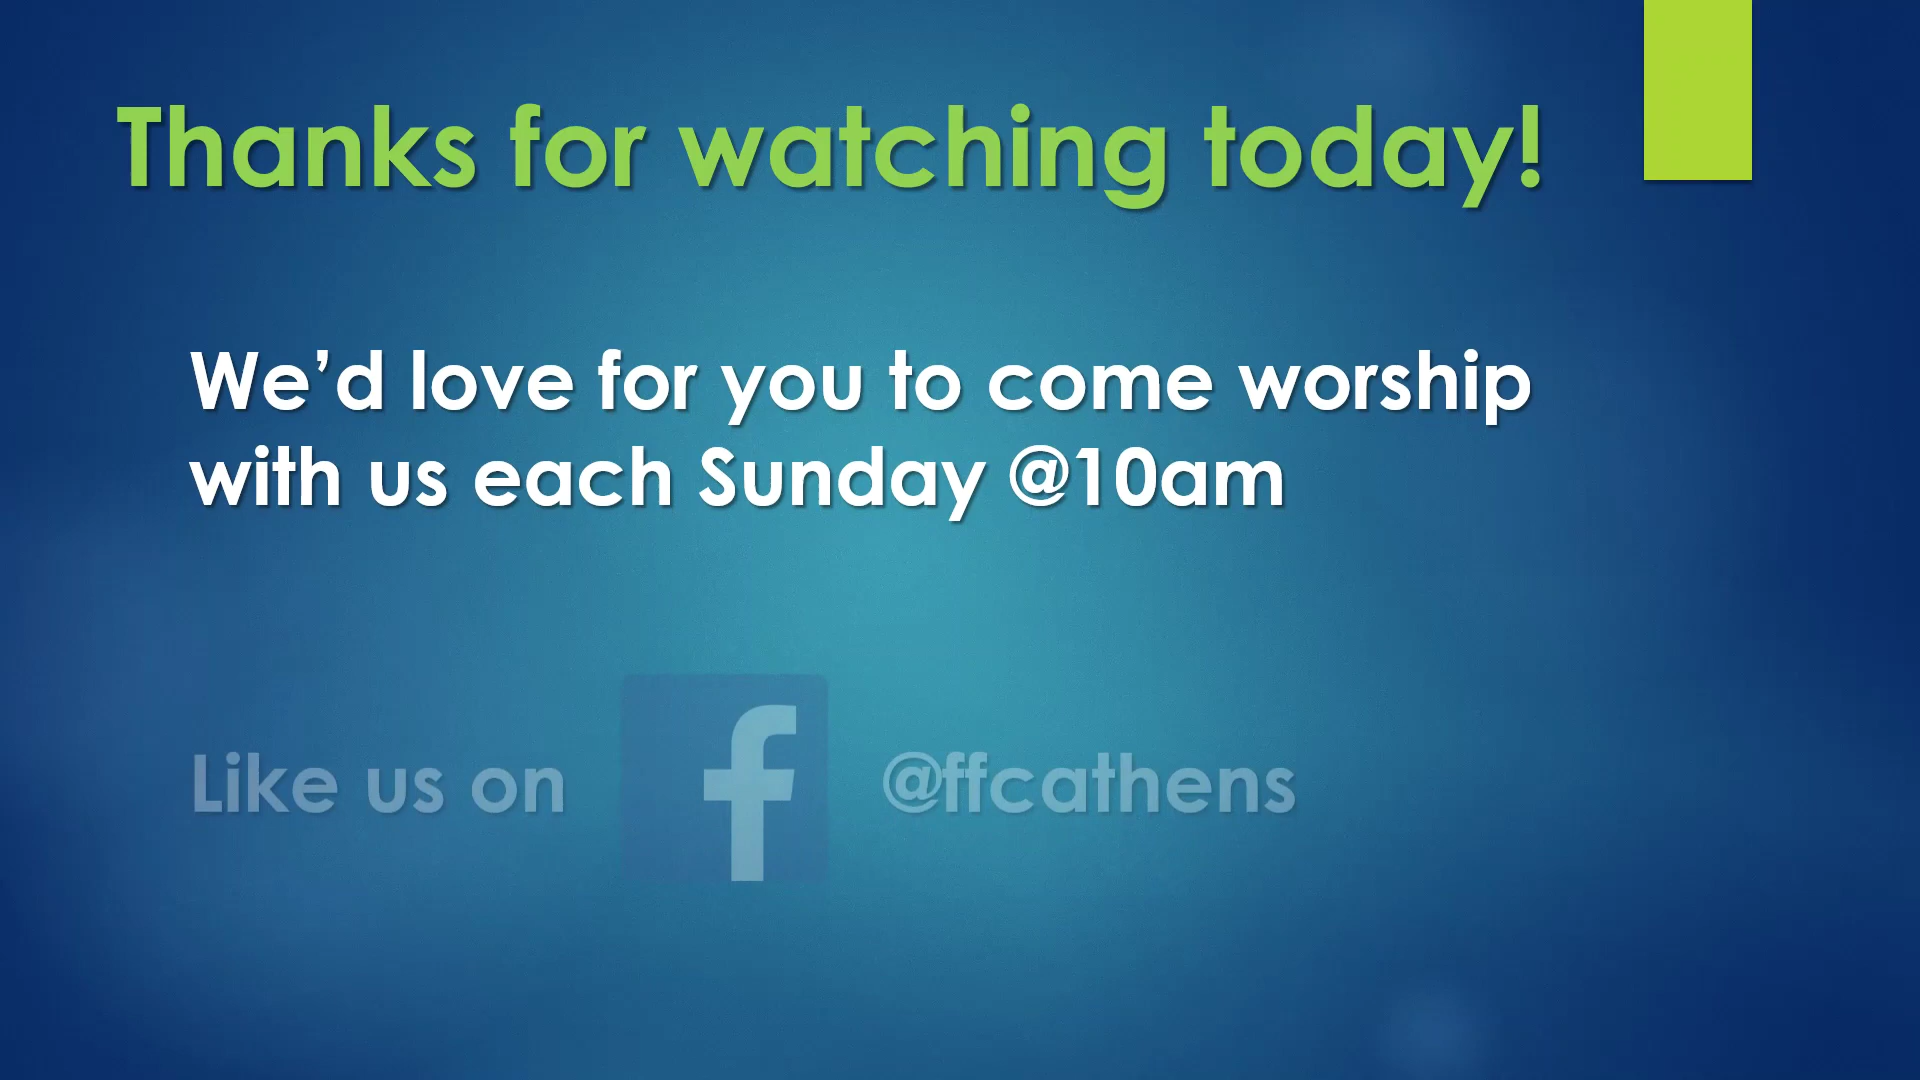 Thanks for watching today!
We’d love for you to come worship
with us each Sunday @10am
Like us on f @ffcathens